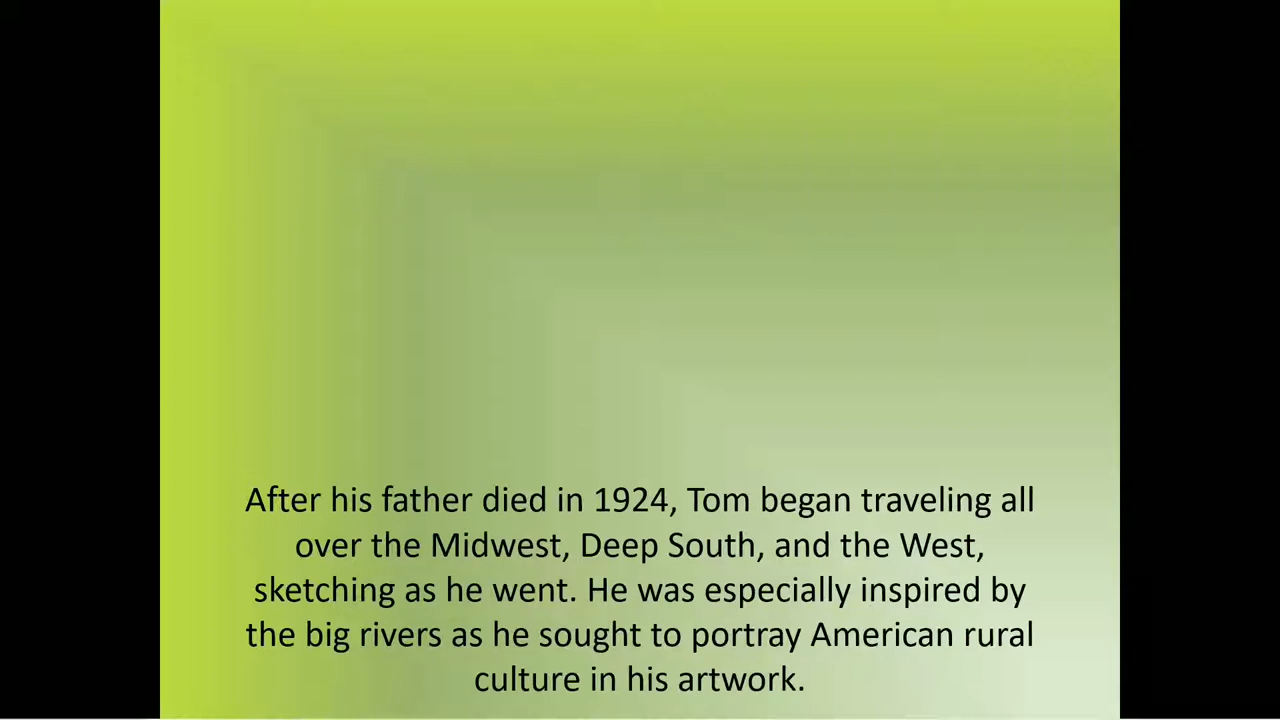 After his father died in 1924, Tom began traveling all
over the Midwest, Deep South, and the West,
sketching as he went. He was especially inspired by
the big rivers as he sought to portray American rural
culture in his artwork.